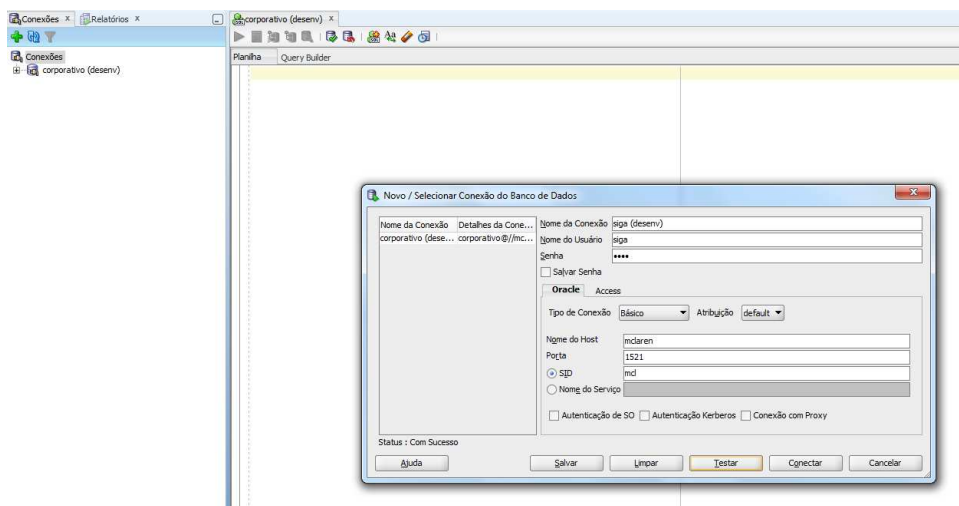 Conexões x Relatórios x
corporativo (desenv) x
Conexões
corporativo (desenv)
Planilha Query Builder
Novo / Selecionar Conexão do Banco de Dados
Nome da Conexão Detalhes da Cone...
corporativo (dese... corporativo@//mc...
Nome da Conexão siga (desenv)
Nome do Usuário siga
Senha ••••
Salvar Senha
Oracle Access
Tipo de Conexão Básico Atribuição default
Nome do Host mclaren
Porta 1521
SID mcl
Nome do Serviço
Autenticação de SO Autenticação Kerberos Conexão com Proxy
Status : Com Sucesso
Ajuda Salvar Limpar Testar Conectar Cancelar